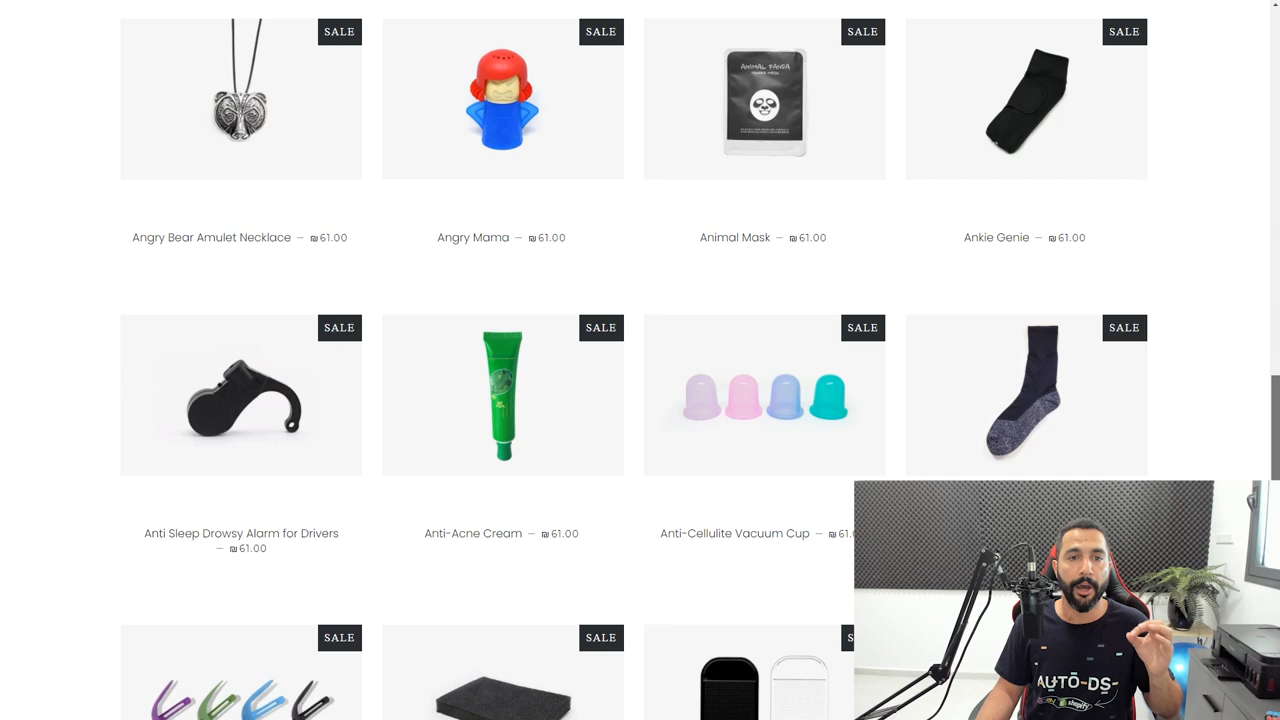 SALE
SALE
SALE
SALE
ANIMAL PANDA
Angry Bear Amulet Necklace — ₪ 61.00
Angry Mama — ₪ 61.00
Animal Mask — ₪ 61.00
Ankie Genie — ₪ 61.00
SALE
SALE
SALE
SALE
Anti Sleep Drowsy Alarm for Drivers
— ₪ 61.00
Anti-Acne Cream — ₪ 61.00
Anti-Cellulite Vacuum Cup — ₪ 61.
SALE
SALE
S
AUTO-DS-
shopify